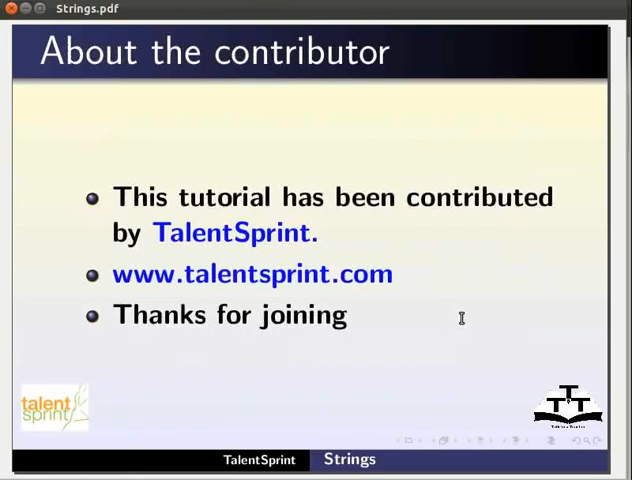 Strings.pdf
About the contributor
This tutorial has been contributed
by TalentSprint.
www.talentsprint.com
Thanks for joining
talent
sprint
TTT
TalentSprint Strings